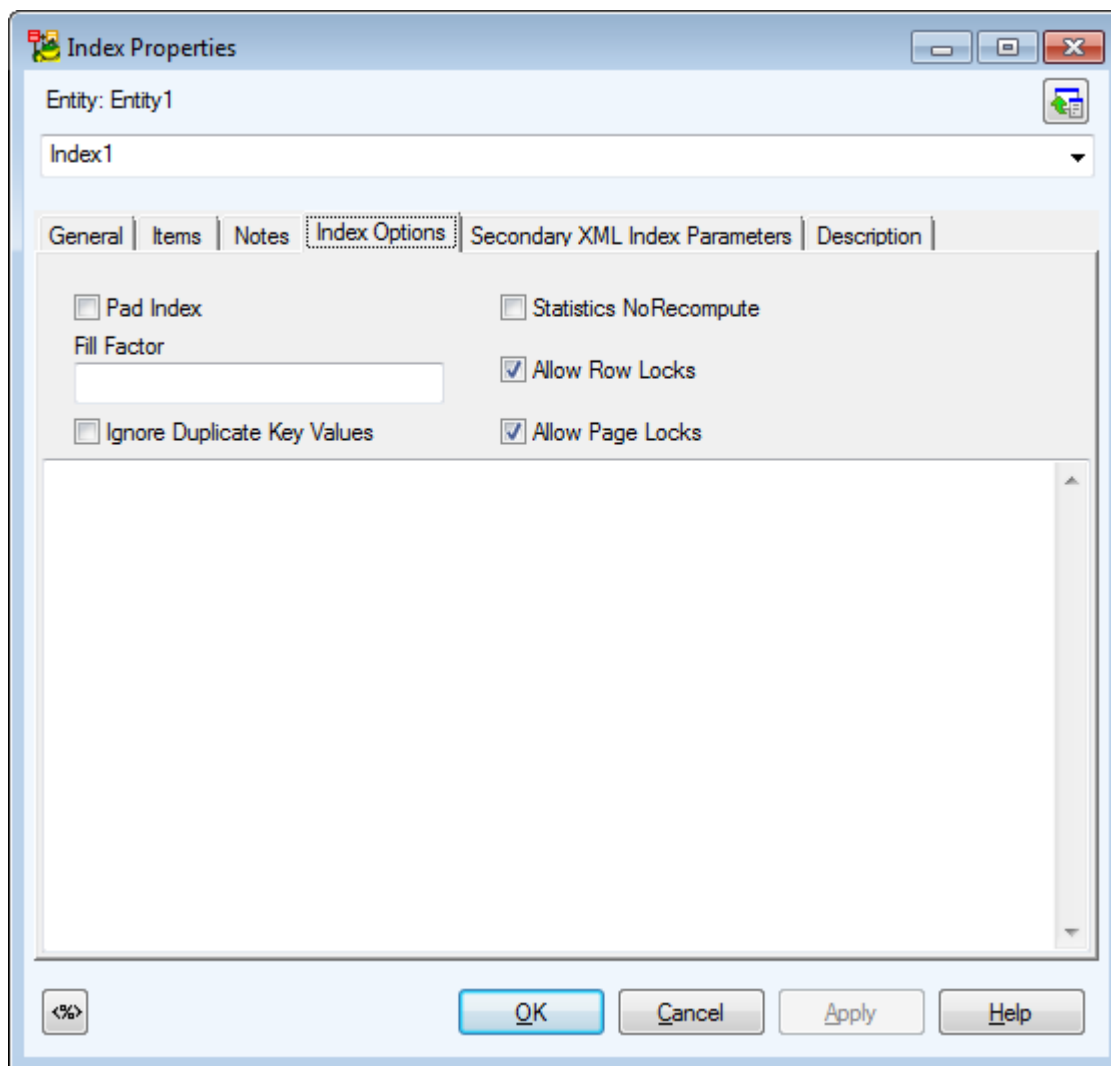 Index Properties
Entity: Entity1
Index1
General Items Notes Index Options Secondary XML Index Parameters Description
Pad Index Statistics NoRecompute
Fill Factor
Allow Row Locks
Ignore Duplicate Key Values Allow Page Locks
<%> OK Cancel Apply Help